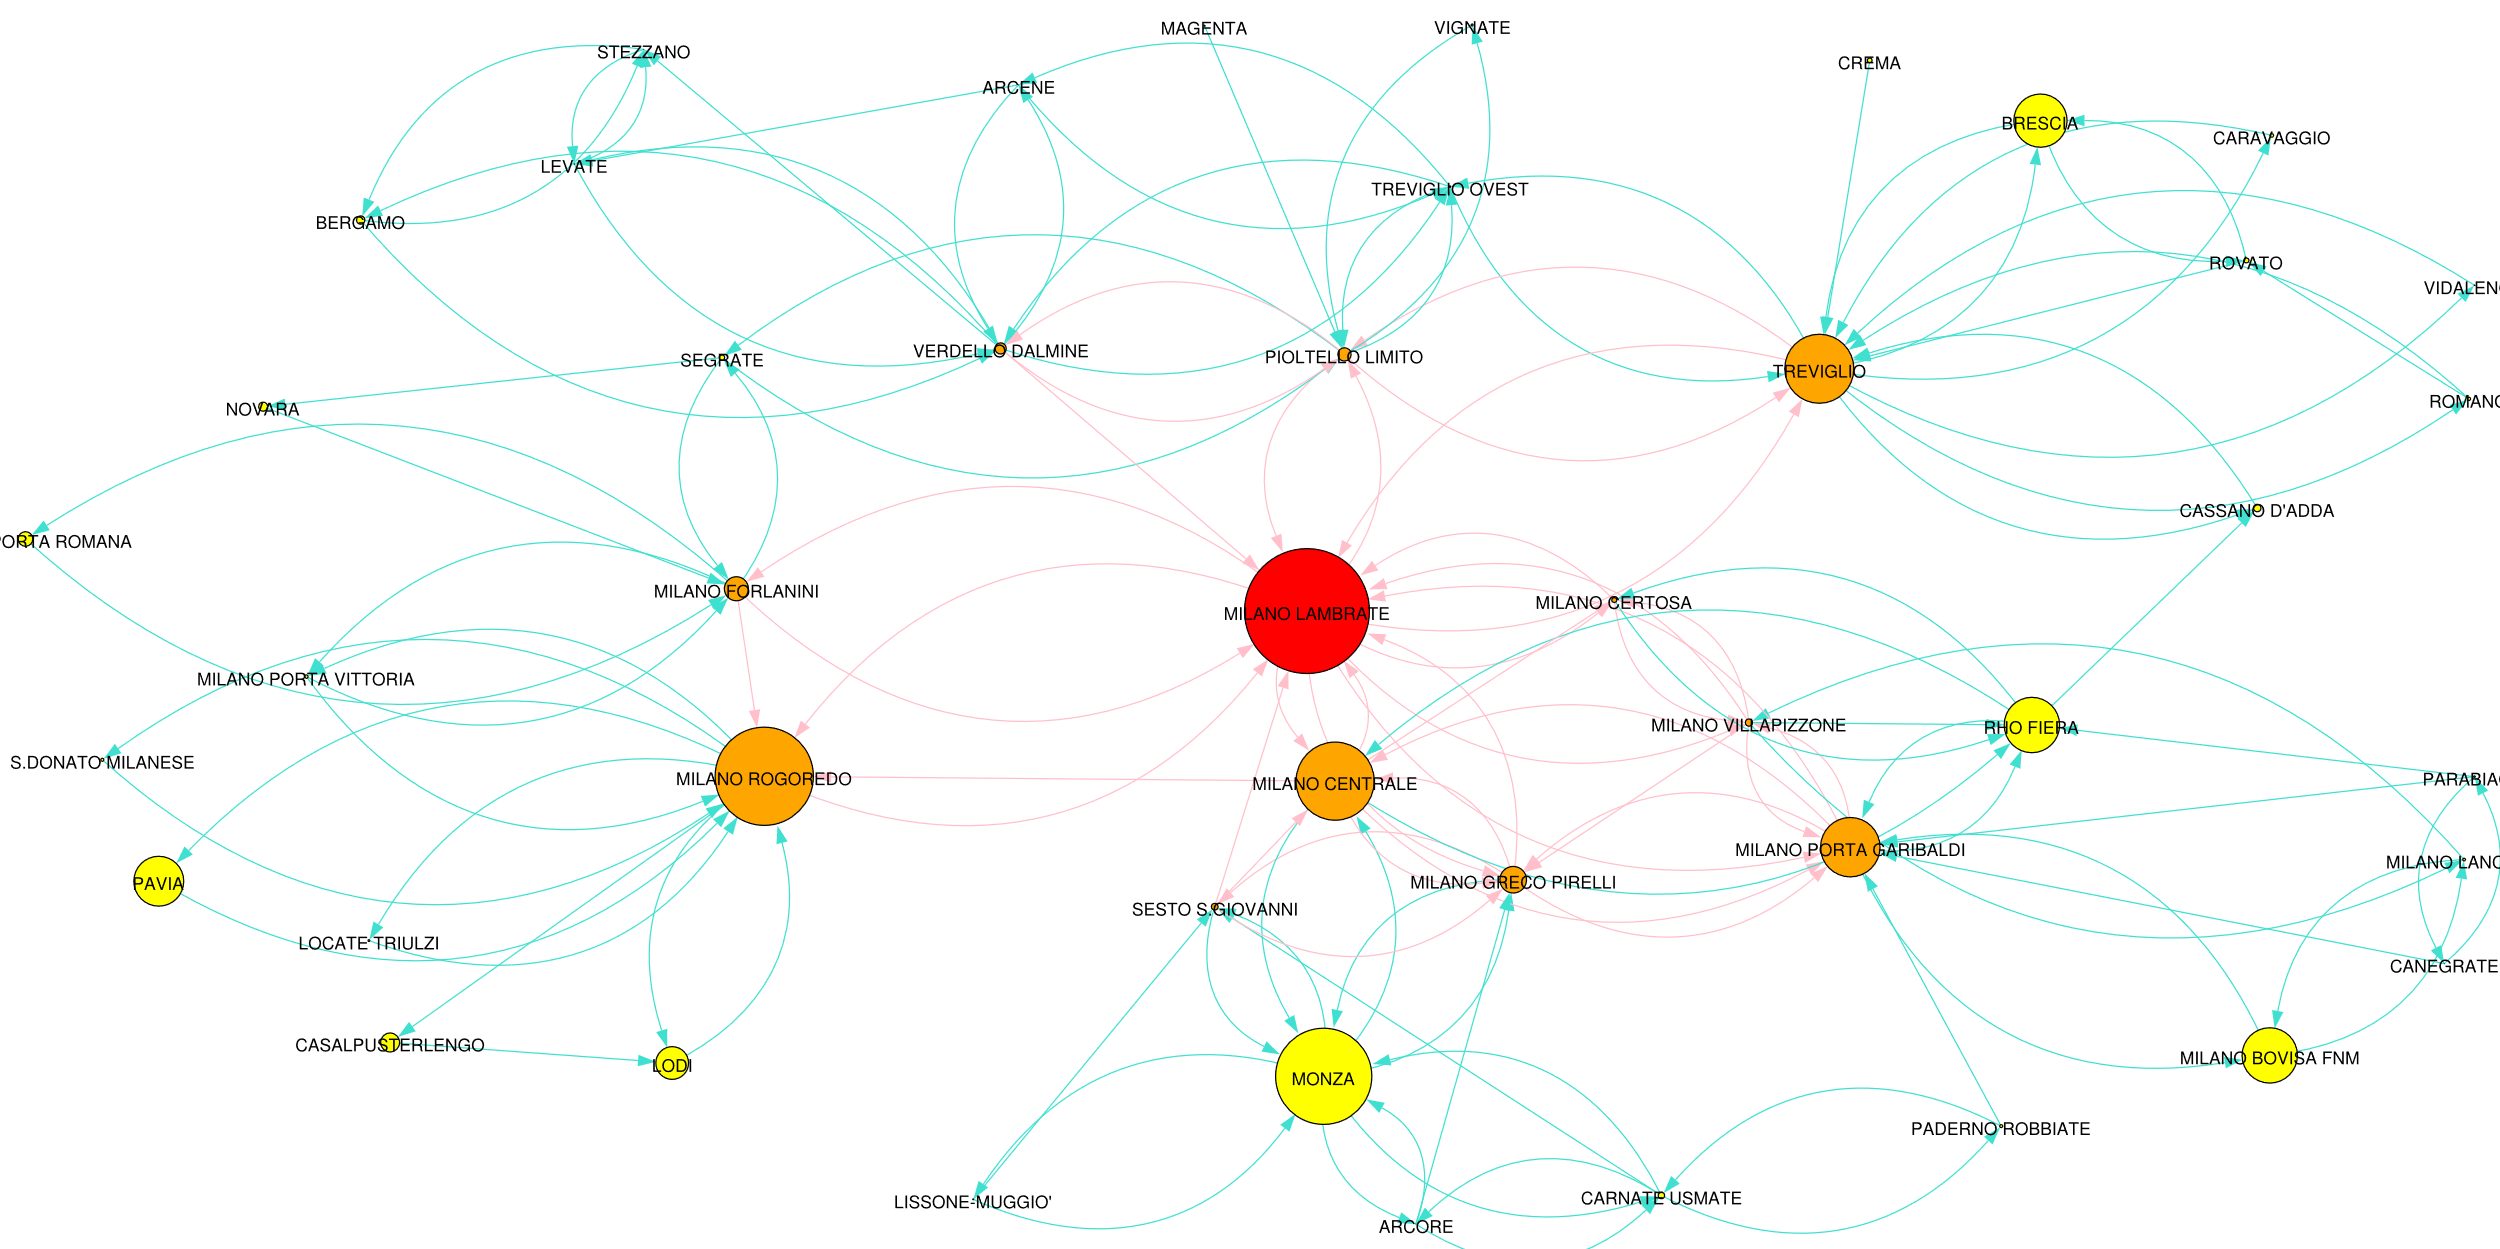 MAGENTA
VIGNATE
STEZZANO
CREMA
ARCENE
BRESCIA
CARAVAGGIO
LEVATE
TREVIGLIO OVEST
BERGAMO
ROVATO
VIDALENG
VERDELLO DALMINE
PIOLTELLO LIMITO
SEGRATE
TREVIGLIO
NOVARA
ROMANO
CASSANO D'ADDA
PORTA ROMANA
MILANO FORLANINI
MILANO CERTOSA
MILANO LAMBRATE
MILANO PORTA VITTORIA
MILANO VILLAPIZZONE
RHO FIERA
S.DONATO MILANESE
MILANO ROGOREDO
PARABIAG
MILANO CENTRALE
MILANO PORTA GARIBALDI
MILANO LANC
PAVIA
MILANO GRECO PIRELLI
SESTO S.GIOVANNI
LOCATE TRIULZI
CANEGRATE
CASALPUSTERLENGO
MILANO BOVISA FNM
LODI
MONZA
PADERNO ROBBIATE
CARNATE USMATE
LISSONE-MUGGIO'
ARCORE